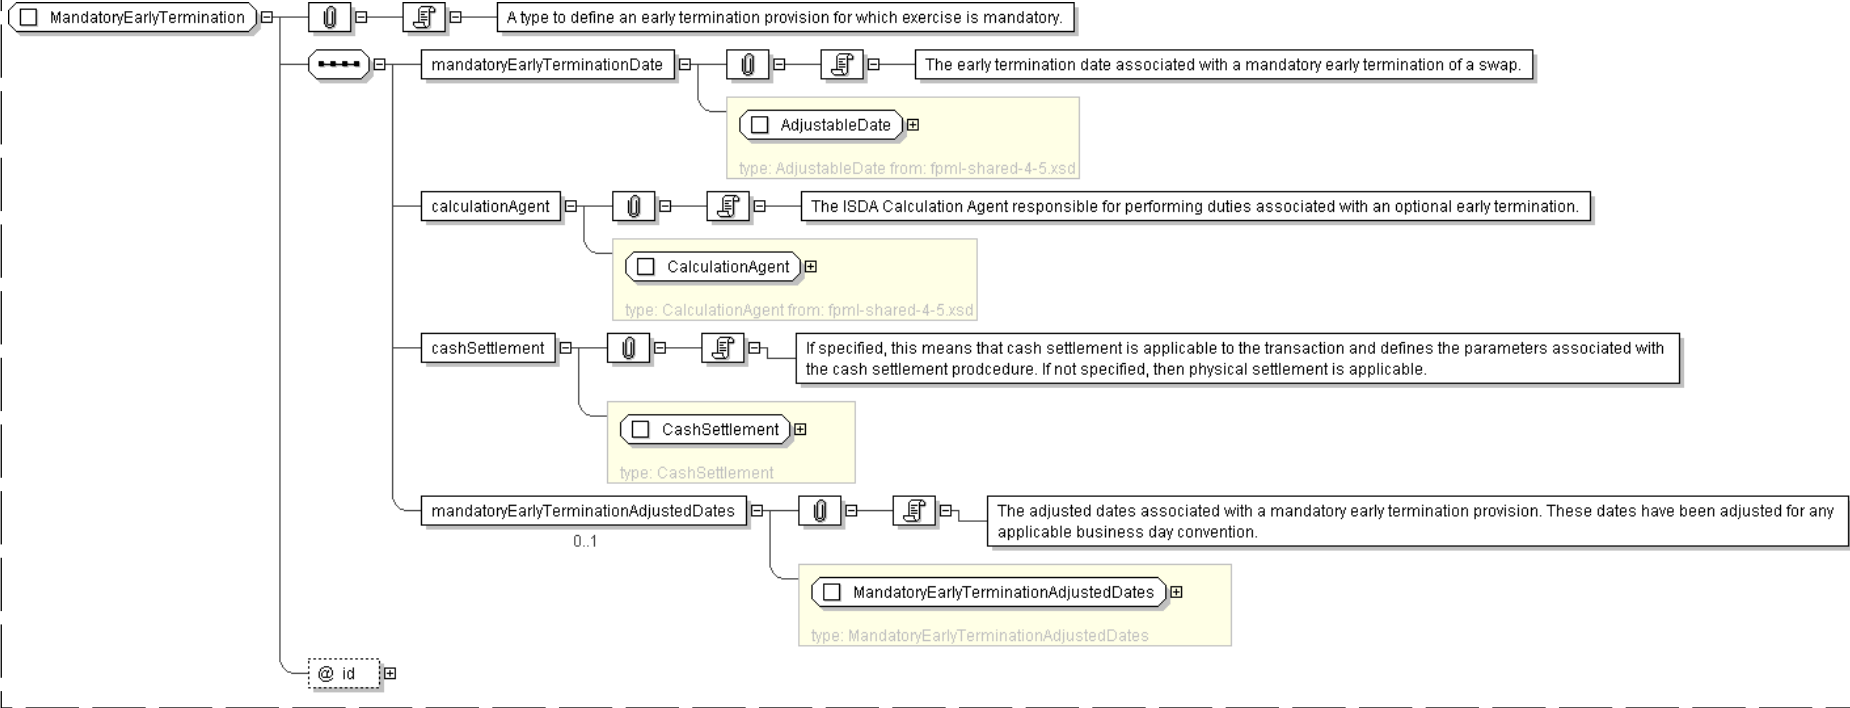 MandatoryEarlyTermination
A type to define an early termination provision for which exercise is mandatory.
mandatoryEarlyTerminationDate
The early termination date associated with a mandatory early termination of a swap.
AdjustableDate
type: AdjustableDate from: fpml-shared-4-5.xsd
calculationAgent
The ISDA Calculation Agent responsible for performing duties associated with an optional early termination.
CalculationAgent
type: CalculationAgent from: fpml-shared-4-5.xsd
cashSettlement
If specified, this means that cash settlement is applicable to the transaction and defines the parameters associated with
the cash settlement prodcedure. If not specified, then physical settlement is applicable.
CashSettlement
type: CashSettlement
mandatoryEarlyTerminationAdjustedDates
0..1
The adjusted dates associated with a mandatory early termination provision. These dates have been adjusted for any
applicable business day convention.
MandatoryEarlyTerminationAdjustedDates
type: MandatoryEarlyTerminationAdjustedDates
@ id